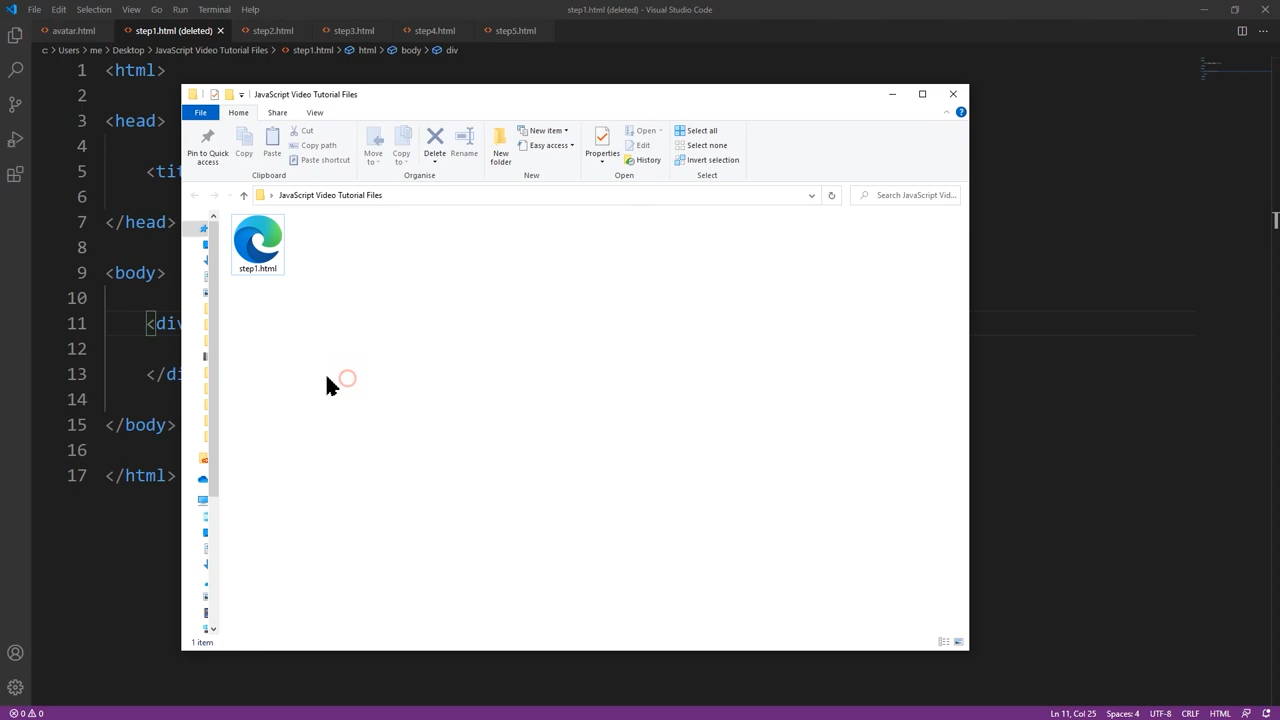 File Edit Selection View Go Run Terminal Help
step1.html (deleted) - Visual Studio Code
avatar.html
step1.html (deleted)
step2.html
step3.html
step4.html
step5.html
c: > Users > me > Desktop > JavaScript Video Tutorial Files > step1.html > html > body > div
1 <html>
2
3 <head>
4
5 <tit
6
7 </head>
8
9 <body>
10
11 <div
12
13 </di
14
15 </body>
16
17 </html>
JavaScript Video Tutorial Files
File Home Share View
Pin to Quick access
Copy
Paste
Cut
Copy path
Paste shortcut
Clipboard
Move to
Copy to
Delete
Rename
Organise
New folder
New item
Easy access
New
Properties
Open
Edit
History
Open
Select all
Select none
Invert selection
Select
JavaScript Video Tutorial Files
Search JavaScript Vid...
step1.html
1 item
0 0
Ln 11, Col 25 Spaces: 4 UTF-8 CRLF HTML